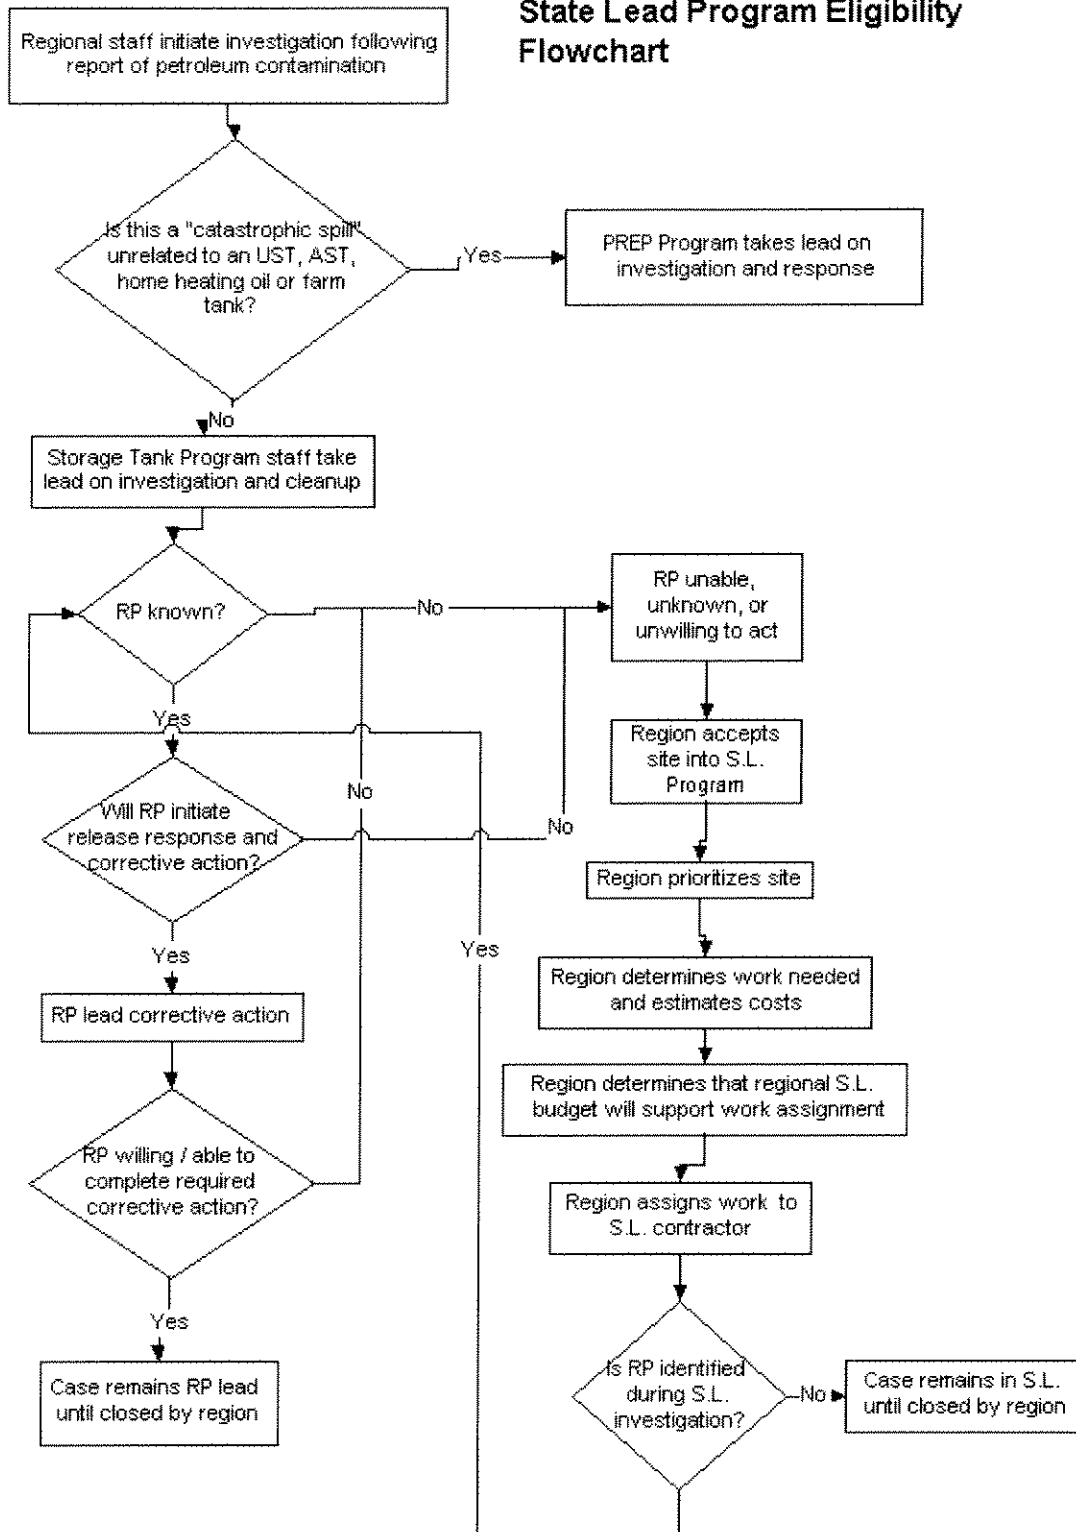 State Lead Program Eligibility
Flowchart
Regional staff initiate investigation following
report of petroleum contamination
Is this a "catastrophic spill"
unrelated to an UST, AST,
home heating oil or farm
tank?
Yes
PREP Program takes lead on
investigation and response
No
Storage Tank Program staff take
lead on investigation and cleanup
RP known?
No
RP unable,
unknown, or
unwilling to act
Yes
Region accepts
site into S.L.
Program
Will RP initiate
release response and
corrective action?
No
No
Region prioritizes site
Yes
Yes
Region determines work needed
and estimates costs
RP lead corrective action
Region determines that regional S.L.
budget will support work assignment
RP willing / able to
complete required
corrective action?
Region assigns work to
S.L. contractor
Yes
Case remains RP lead
until closed by region
Is RP identified
during S.L.
investigation?
No
Case remains in S.L.
until closed by region